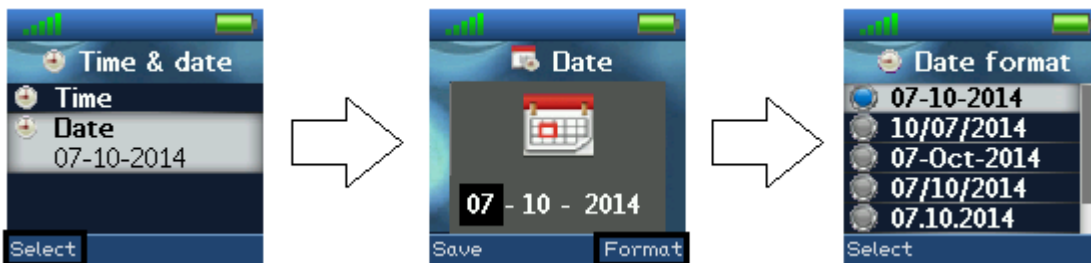 Time & date
Time
Date
07-10-2014
Select
Date
07 - 10 - 2014
Save Format
Date format
07-10-2014
10/07/2014
07-Oct-2014
07/10/2014
07.10.2014
Select